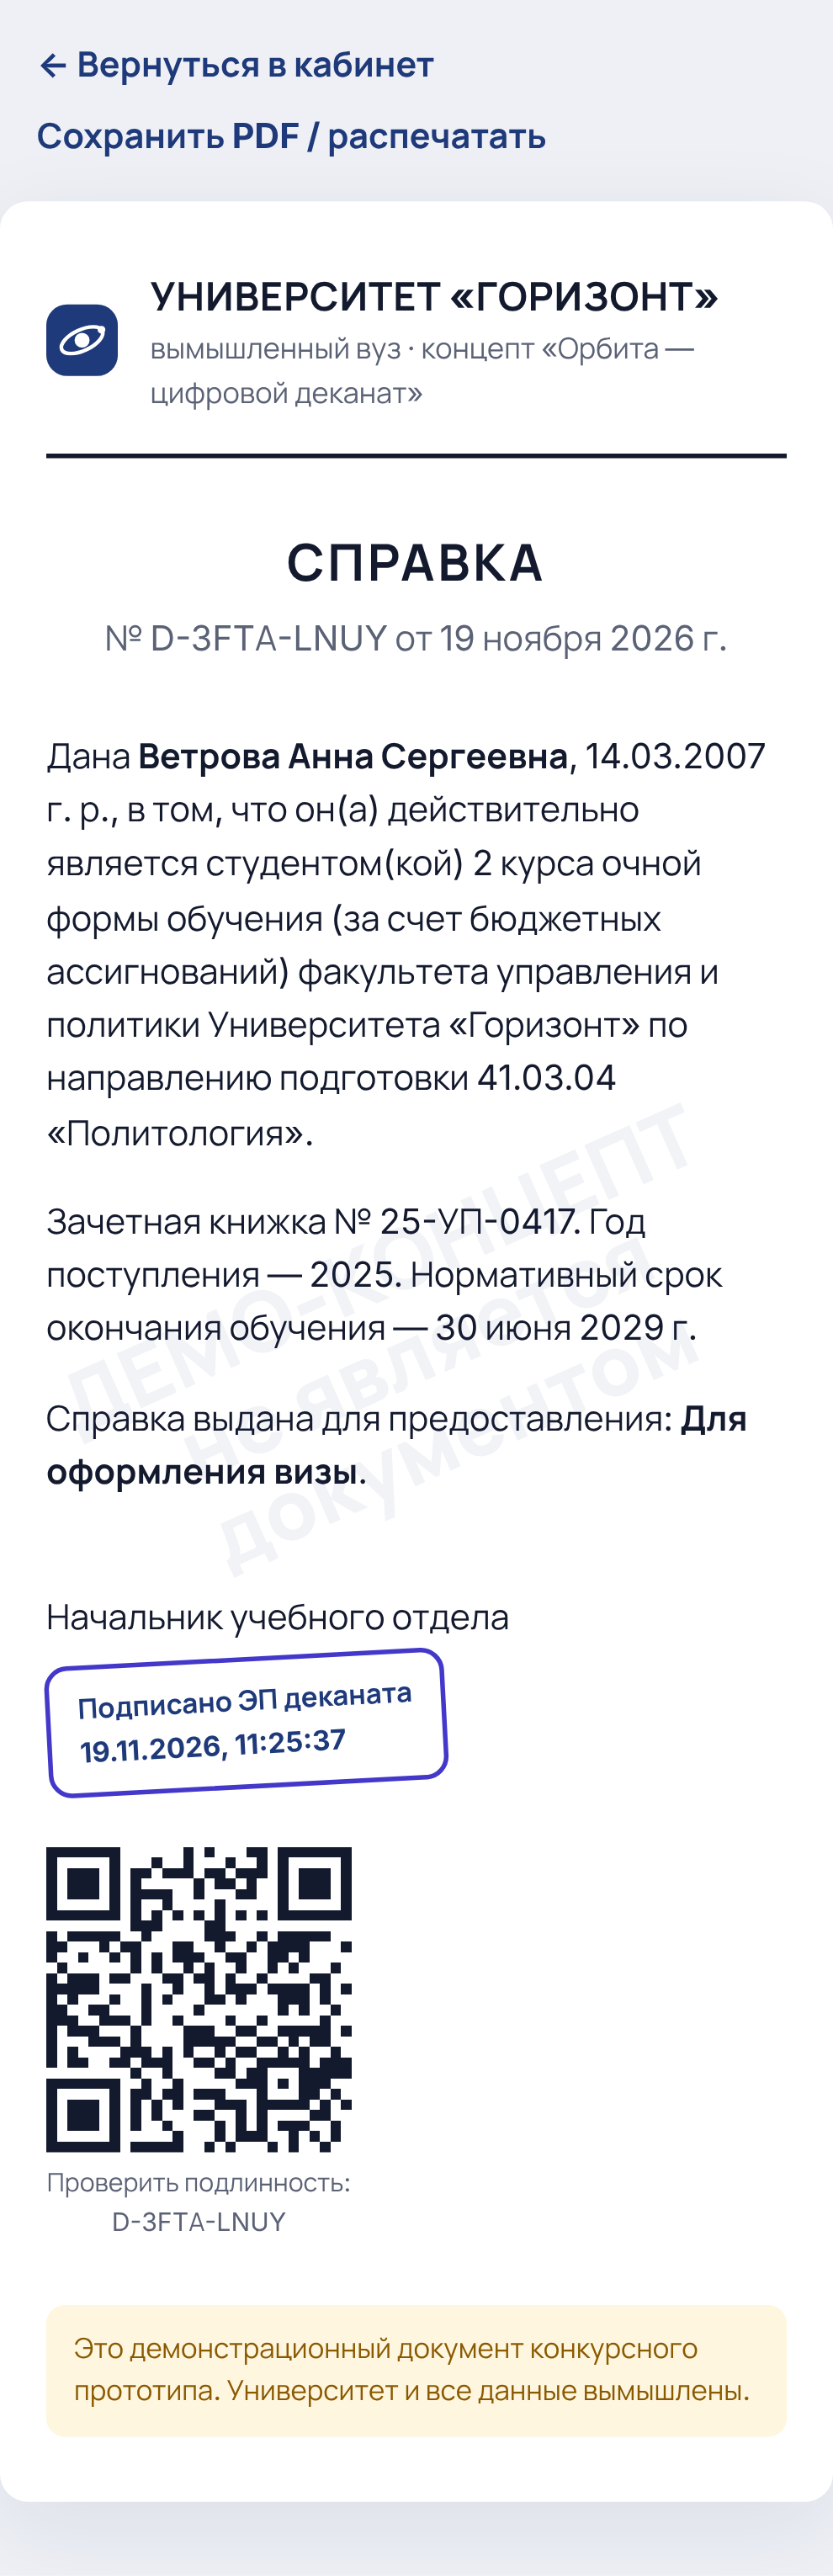 ← Вернуться в кабинет
Сохранить PDF / распечатать
УНИВЕРСИТЕТ «ГОРИЗОНТ»
вымышленный вуз · концепт «Орбита —
цифровой деканат»
СПРАВКА
№ D-3FTA-LNUY от 19 ноября 2026 г.
Дана Ветрова Анна Сергеевна, 14.03.2007
г. р., в том, что он(а) действительно
является студентом(кой) 2 курса очной
формы обучения (за счет бюджетных
ассигнований) факультета управления и
политики Университета «Горизонт» по
направлению подготовки 41.03.04
«Политология».
Зачетная книжка № 25-УП-0417. Год
поступления — 2025. Нормативный срок
окончания обучения — 30 июня 2029 г.
Справка выдана для предоставления: Для
оформления визы.
ДЕМО-КОНЦЕПТ
не является
документом
Начальник учебного отдела
Подписано ЭП деканата
19.11.2026, 11:25:37
Проверить подлинность:
D-3FTA-LNUY
Это демонстрационный документ конкурсного
прототипа. Университет и все данные вымышлены.